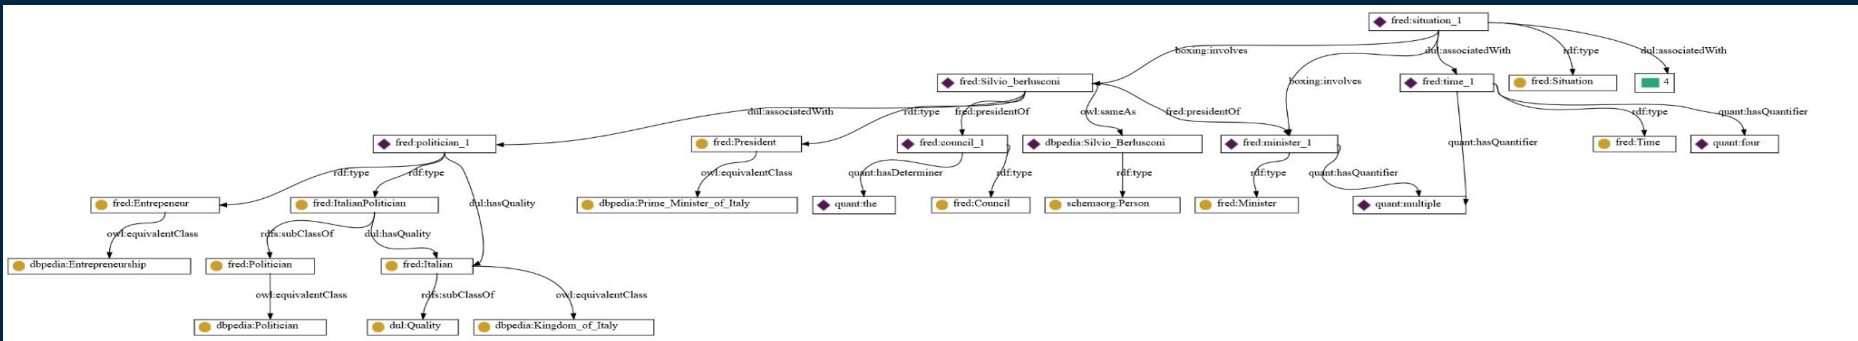 fred:situation_1
boxing:involves
dul:associatedWith
rdf:type
dul:associatedWith
fred:Silvio_berlusconi
boxing:involves
fred:time_1
fred:Situation
4
dul:associatedWith
rdf:type
fred:presidentOf
owl:sameAs
fred:presidentOf
rdf:type
quant:hasQuantifier
fred:politician_1
fred:President
fred:council_1
dbpedia:Silvio_Berlusconi
fred:minister_1
quant:hasQuantifier
fred:Time
quant:four
rdf:type
rdf:type
owl:equivalentClass
quant:hasDeterminer
rdf:type
rdf:type
rdf:type
quant:hasQuantifier
fred:Entrepeneur
fred:ItalianPolitician
dul:hasQuality
dbpedia:Prime_Minister_of_Italy
quant:the
fred:Council
schemaorg:Person
fred:Minister
quant:multiple
owl:equivalentClass
rdfs:subClassOf
dul:hasQuality
dbpedia:Entrepreneurship
fred:Politician
fred:Italian
owl:equivalentClass
rdfs:subClassOf
owl:equivalentClass
dbpedia:Politician
dul:Quality
dbpedia:Kingdom_of_Italy